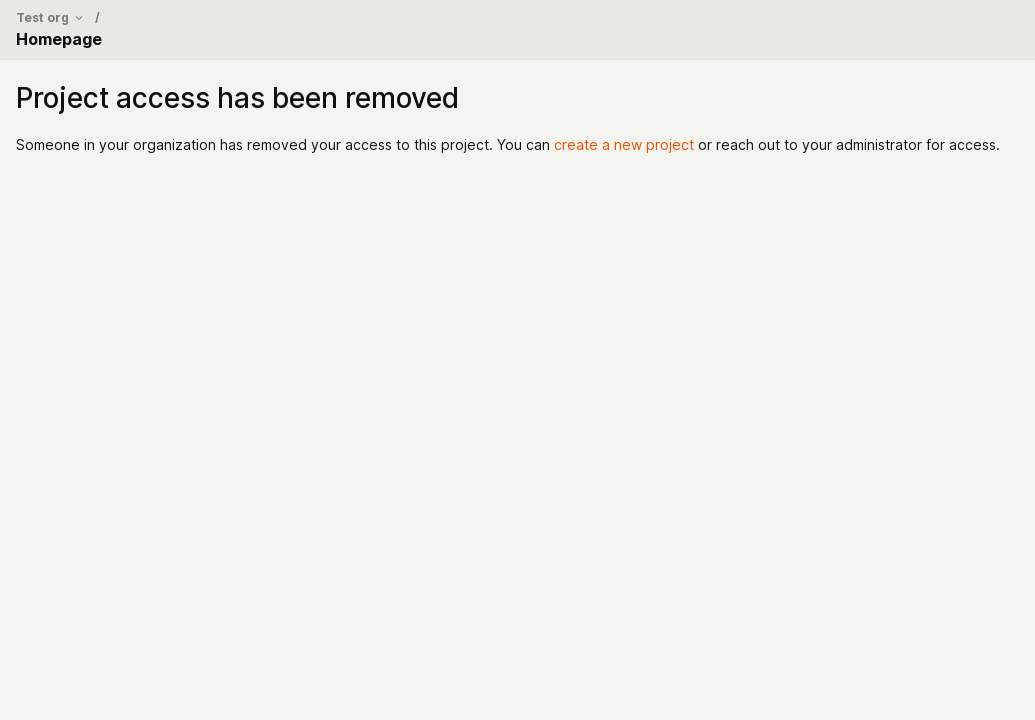 Test org /
Homepage
Project access has been removed
Someone in your organization has removed your access to this project. You can create a new project or reach out to your administrator for access.